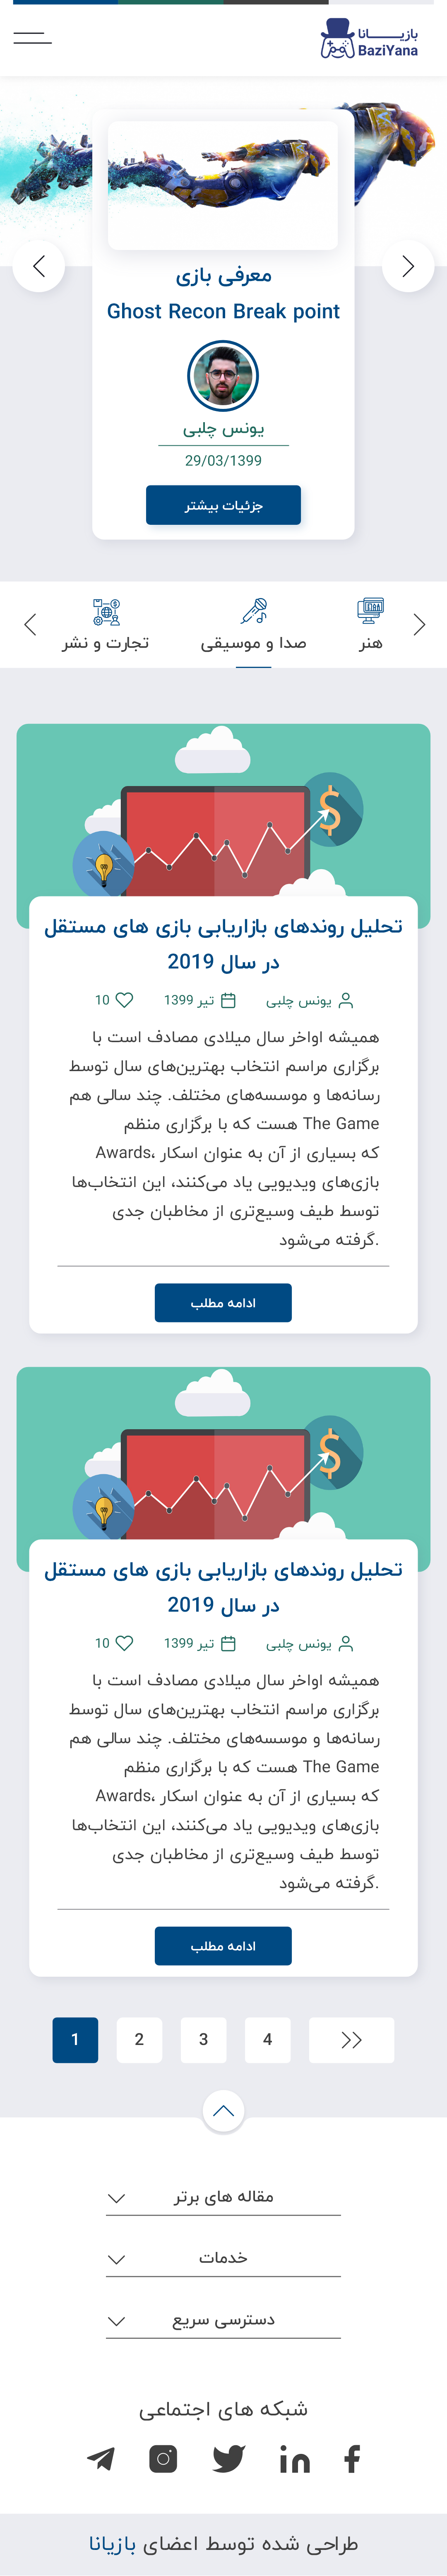 بازیــــانا
BaziYana
معرفی بازی
Ghost Recon Break point
یونس چلبی
29/03/1399
جزئیات بیشتر
هنر
صدا و موسیقی
تجارت و نشر
تحلیل روندهای بازاریابی بازی های مستقل
در سال 2019
یونس چلبی
تیر 1399
10
همیشه اواخر سال میلادی مصادف است با
برگزاری مراسم انتخاب بهترین‌های سال توسط
رسانه‌ها و موسسه‌های مختلف. چند سالی هم
هست که با برگزاری منظم The Game
Awards، که بسیاری از آن به عنوان اسکار
بازی‌های ویدیویی یاد می‌کنند، این انتخاب‌ها
توسط طیف وسیع‌تری از مخاطبان جدی
گرفته می‌شود.
ادامه مطلب
تحلیل روندهای بازاریابی بازی های مستقل
در سال 2019
یونس چلبی
تیر 1399
10
همیشه اواخر سال میلادی مصادف است با
برگزاری مراسم انتخاب بهترین‌های سال توسط
رسانه‌ها و موسسه‌های مختلف. چند سالی هم
هست که با برگزاری منظم The Game
Awards، که بسیاری از آن به عنوان اسکار
بازی‌های ویدیویی یاد می‌کنند، این انتخاب‌ها
توسط طیف وسیع‌تری از مخاطبان جدی
گرفته می‌شود.
ادامه مطلب
1 2 3 4
مقاله های برتر
خدمات
دسترسی سریع
شبکه های اجتماعی
طراحی شده توسط اعضای بازیانا